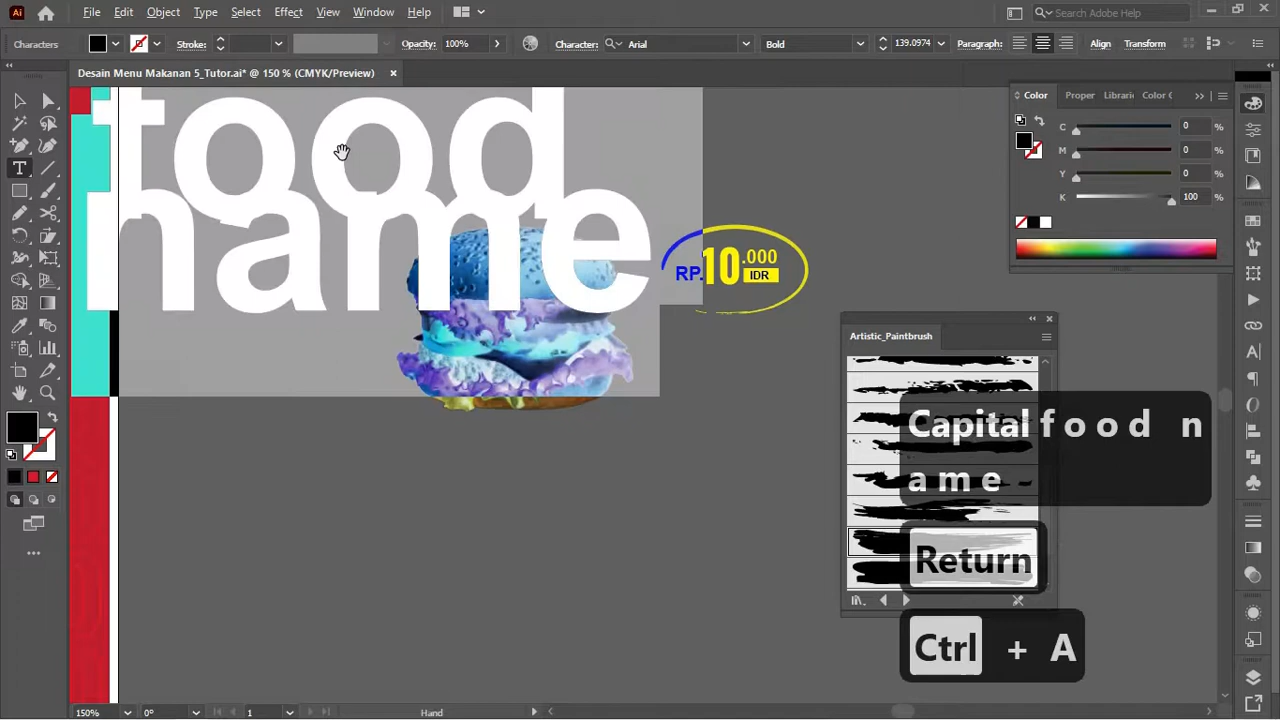 Ai File Edit Object Type Select Effect View Window Help Search Adobe Help
Characters Stroke: Opacity: 100% Character: Arial Bold 139.0974 Paragraph: Align Transform
Desain Menu Makanan 5_Tutor.ai* @ 150 % (CMYK/Preview) ×
Color Proper Librari Color C
C 0 %
M 0 %
Y 0 %
K 100 %
food
name
RP. 10 .000
IDR
Artistic_Paintbrush
Capital f o o d n
a m e
Return
Ctrl + A
150% 0° 1 Hand